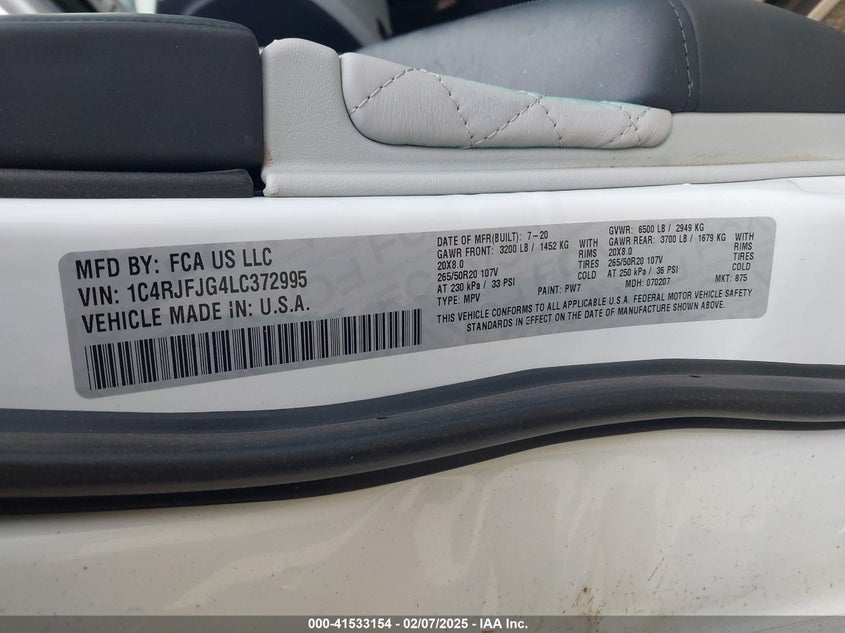 MFD BY: FCA US LLC
VIN: 1C4RJFJG4LC372995
VEHICLE MADE IN: U.S.A.
DATE OF MFR(BUILT): 7-20
GAWR FRONT: 3200 LB / 1452 KG WITH
20X8.0 RIMS
265/50R20 107V TIRES
AT 230 kPa / 33 PSI COLD
TYPE: MPV PAINT: PW7
GVWR: 6500 LB / 2949 KG
GAWR REAR: 3700 LB / 1679 KG WITH
20X8.0 RIMS
265/50R20 107V TIRES
AT 250 kPa / 36 PSI COLD
MDH: 070207 MKT: 875
THIS VEHICLE CONFORMS TO ALL APPLICABLE U.S.A. FEDERAL MOTOR VEHICLE SAFETY
STANDARDS IN EFFECT ON THE DATE OF MANUFACTURE SHOWN ABOVE.
000-41533154 - 02/07/2025 - IAA Inc.